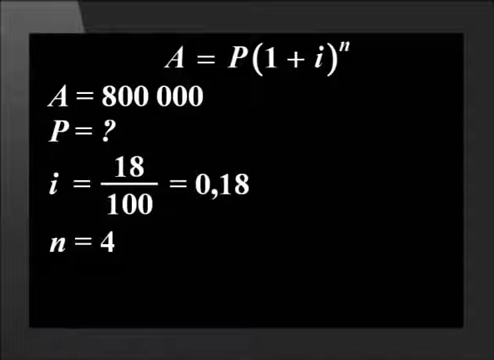 A = P(1 + i)ⁿ
A = 800 000
P = ?
i = 18/100 = 0,18
n = 4